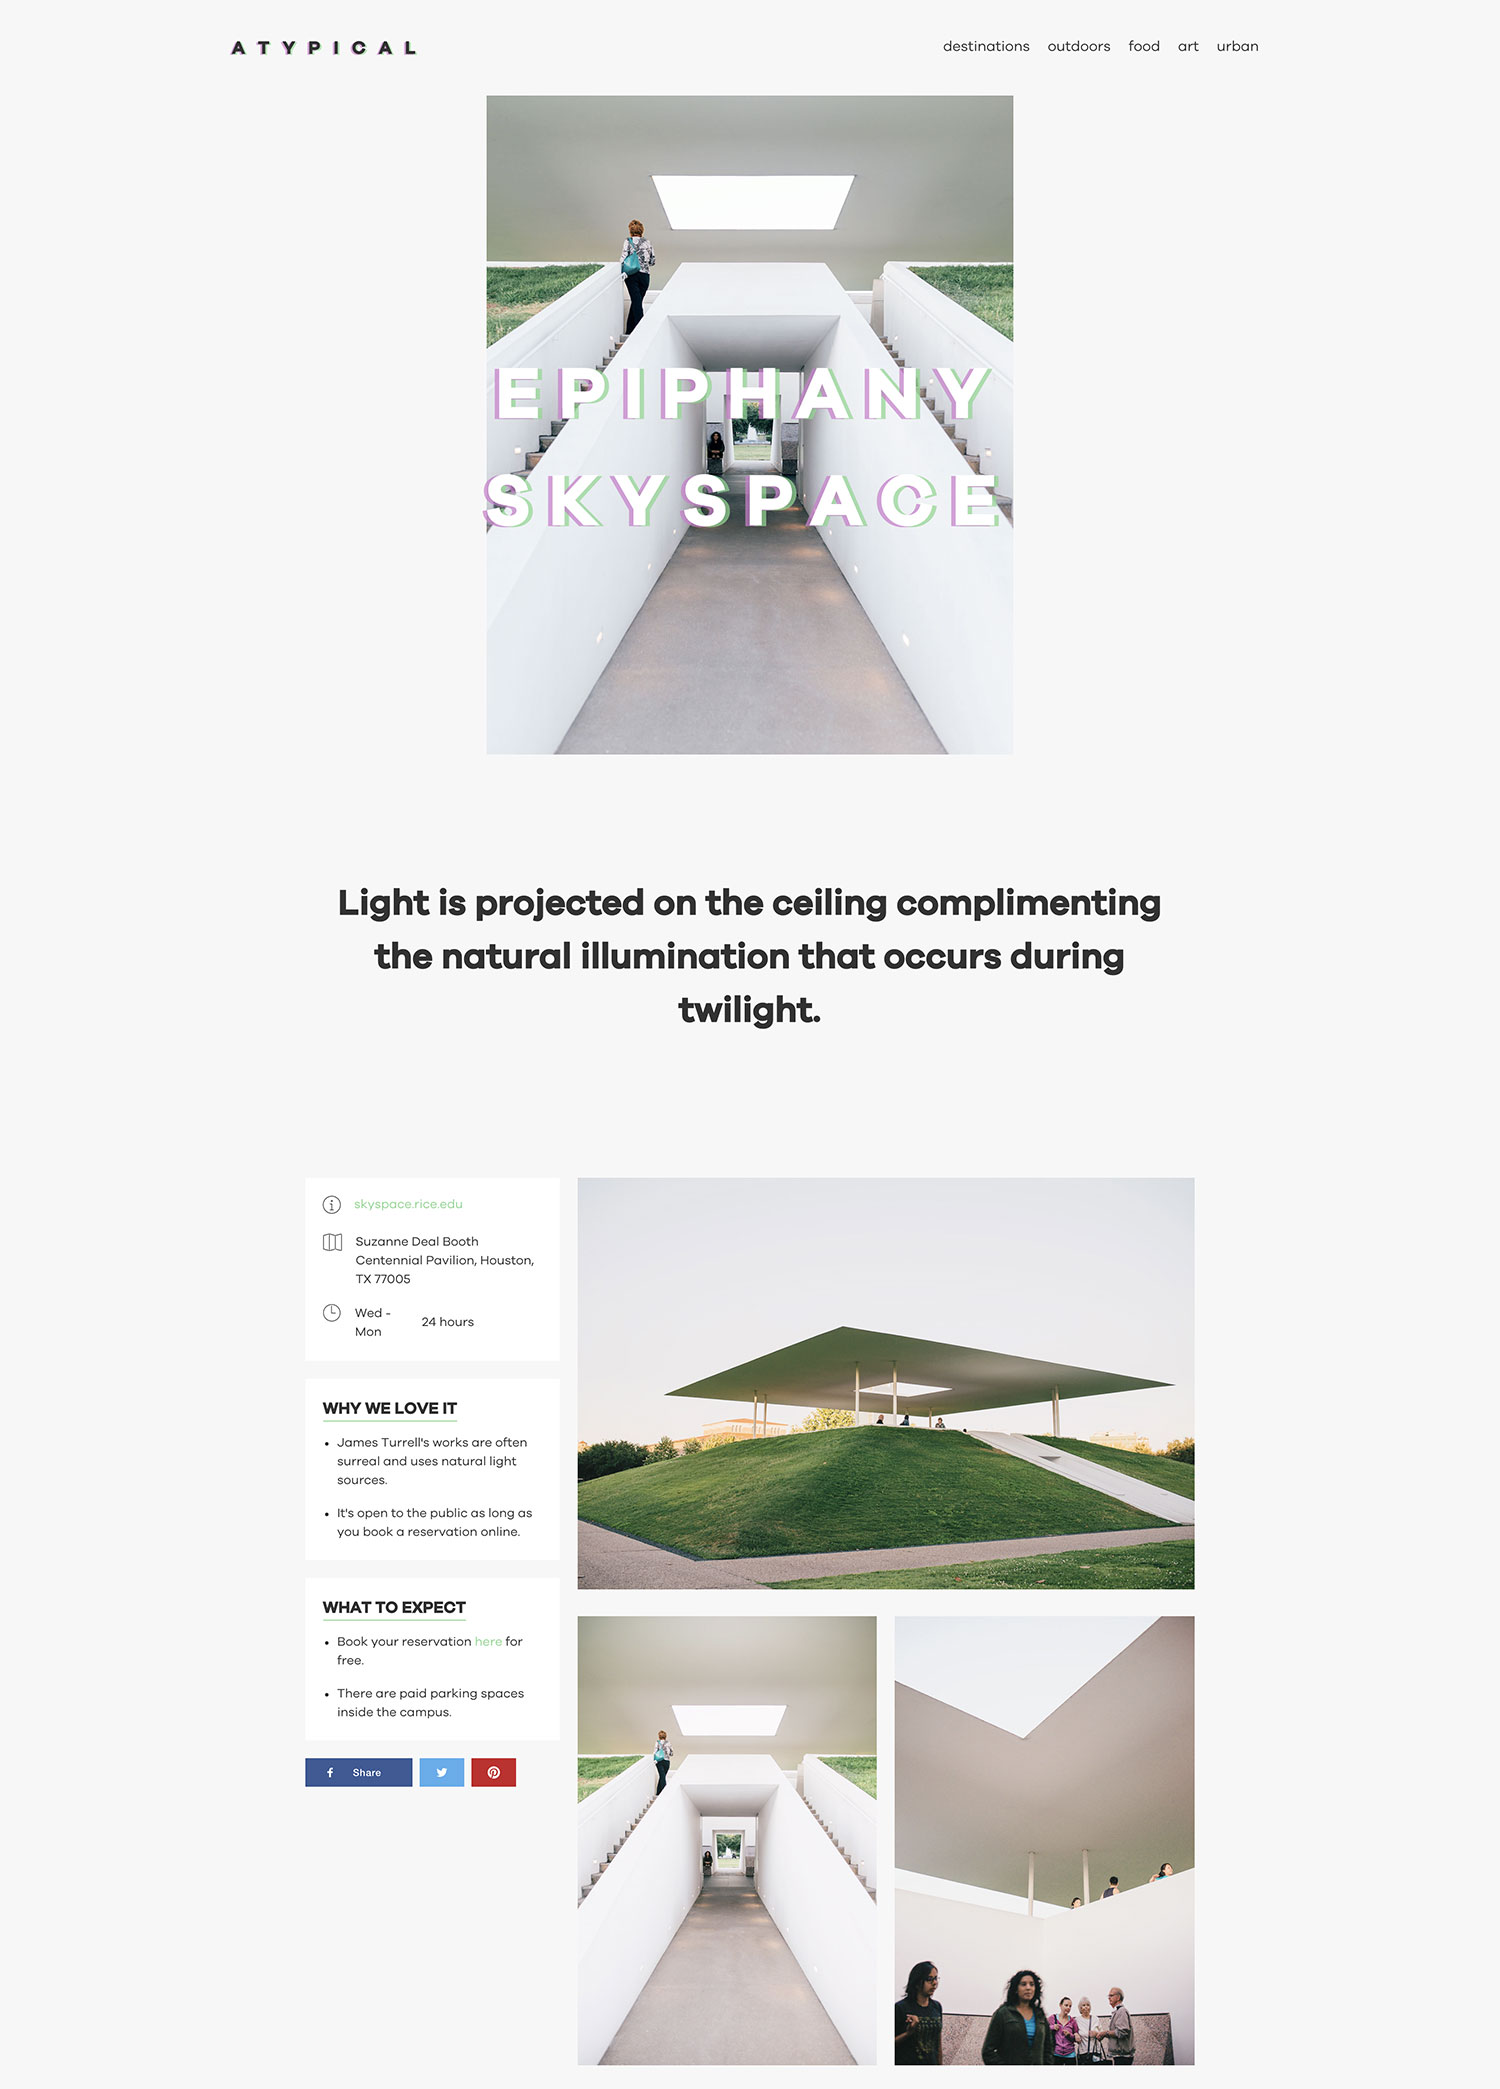 ATYPICAL
destinations outdoors food art urban
EPIPHANY
SKYSPACE
Light is projected on the ceiling complimenting
the natural illumination that occurs during
twilight.
skyspace.rice.edu
Suzanne Deal Booth
Centennial Pavilion, Houston,
TX 77005
Wed -
Mon
24 hours
WHY WE LOVE IT
• James Turrell's works are often
surreal and uses natural light
sources.
• It's open to the public as long as
you book a reservation online.
WHAT TO EXPECT
• Book your reservation here for
free.
• There are paid parking spaces
inside the campus.
Share